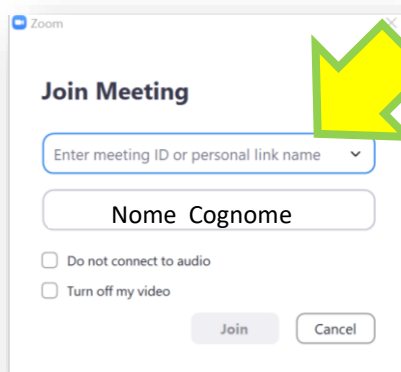 Zoom
Join Meeting
Enter meeting ID or personal link name
Nome Cognome
Do not connect to audio
Turn off my video
Join Cancel